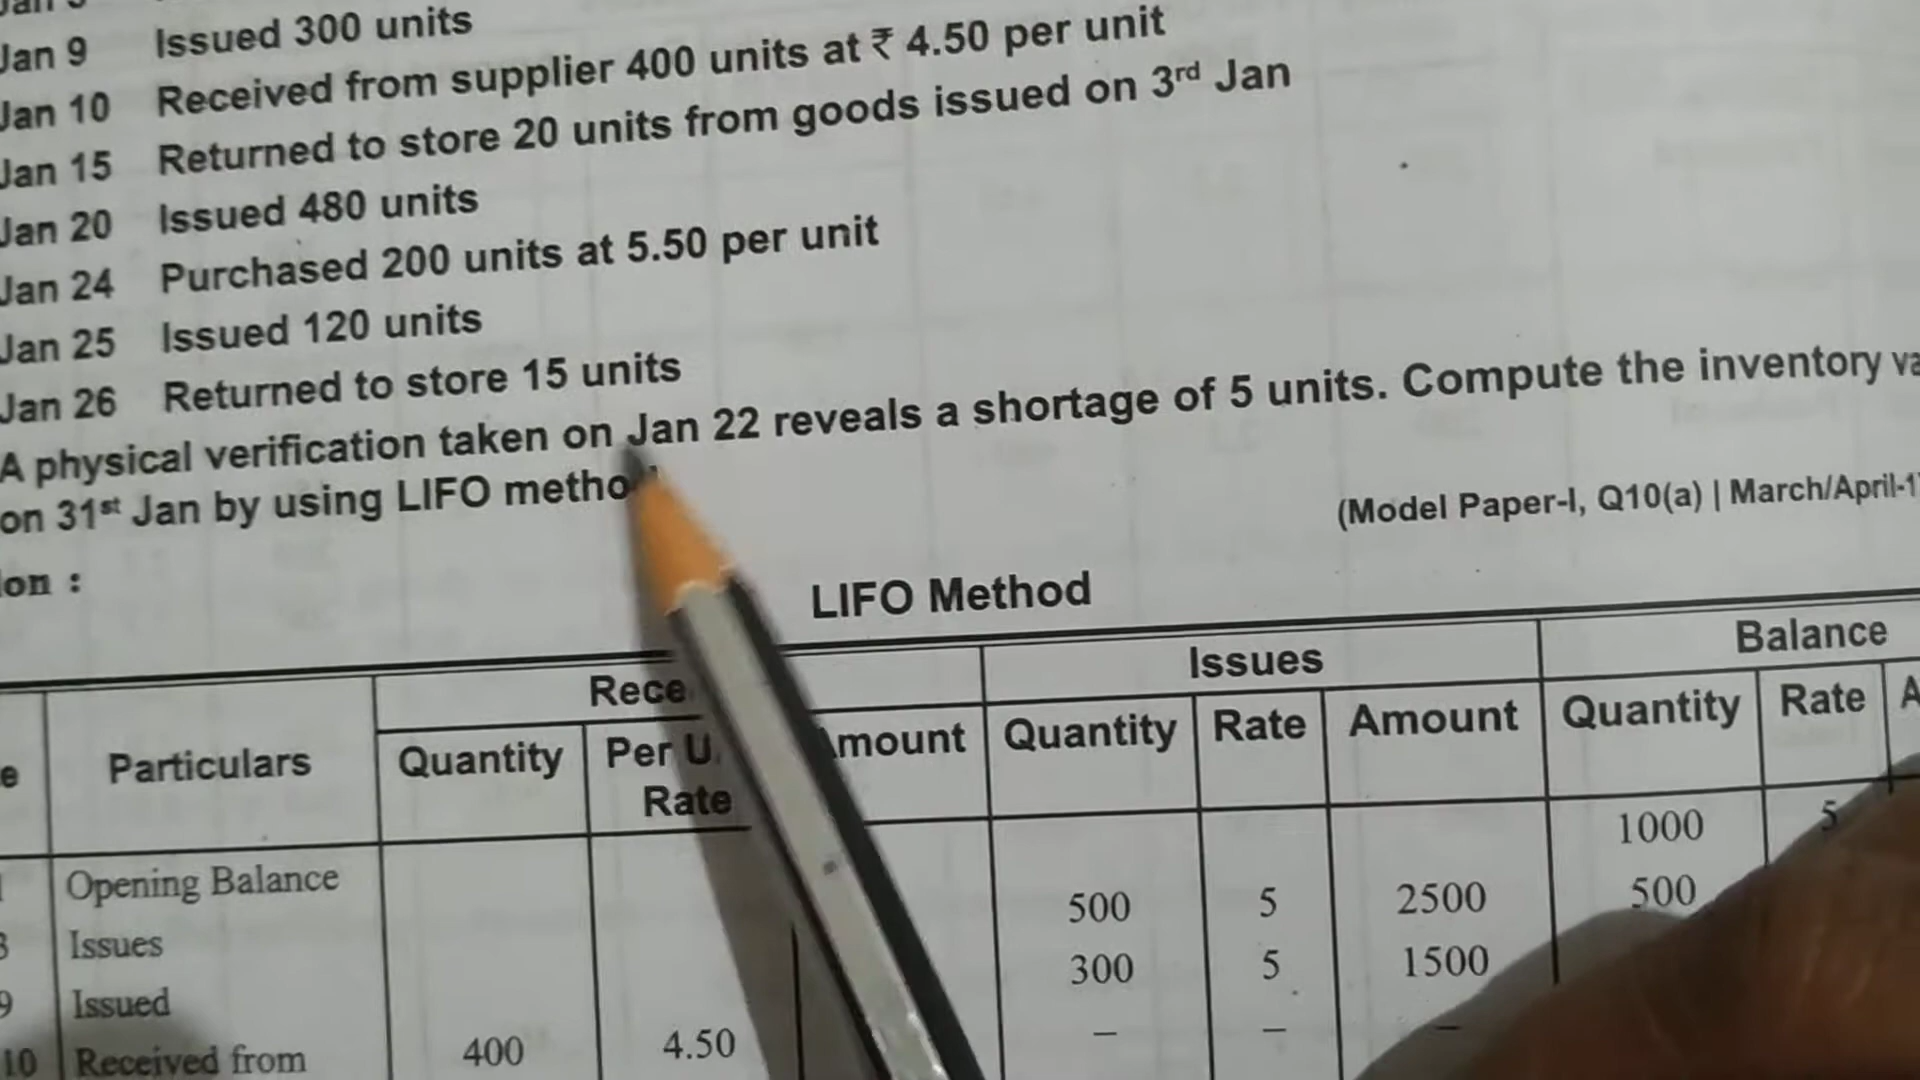 Jan 9 Issued 300 units
Jan 10 Received from supplier 400 units at ₹ 4.50 per unit
Jan 15 Returned to store 20 units from goods issued on 3rd Jan
Jan 20 Issued 480 units
Jan 24 Purchased 200 units at 5.50 per unit
Jan 25 Issued 120 units
Jan 26 Returned to store 15 units
A physical verification taken on Jan 22 reveals a shortage of 5 units. Compute the inventory
on 31st Jan by using LIFO
(Model Paper-I, Q10(a) | March/April-1
on :
LIFO Method
Issues Balance
Particulars Quantity Per Rate Quantity Rate Amount Quantity Rate
Opening Balance 1000 5
Issues 500 5 2500 500
9 Issued 300 5 1500
10 Received from 400 4.50 – – –